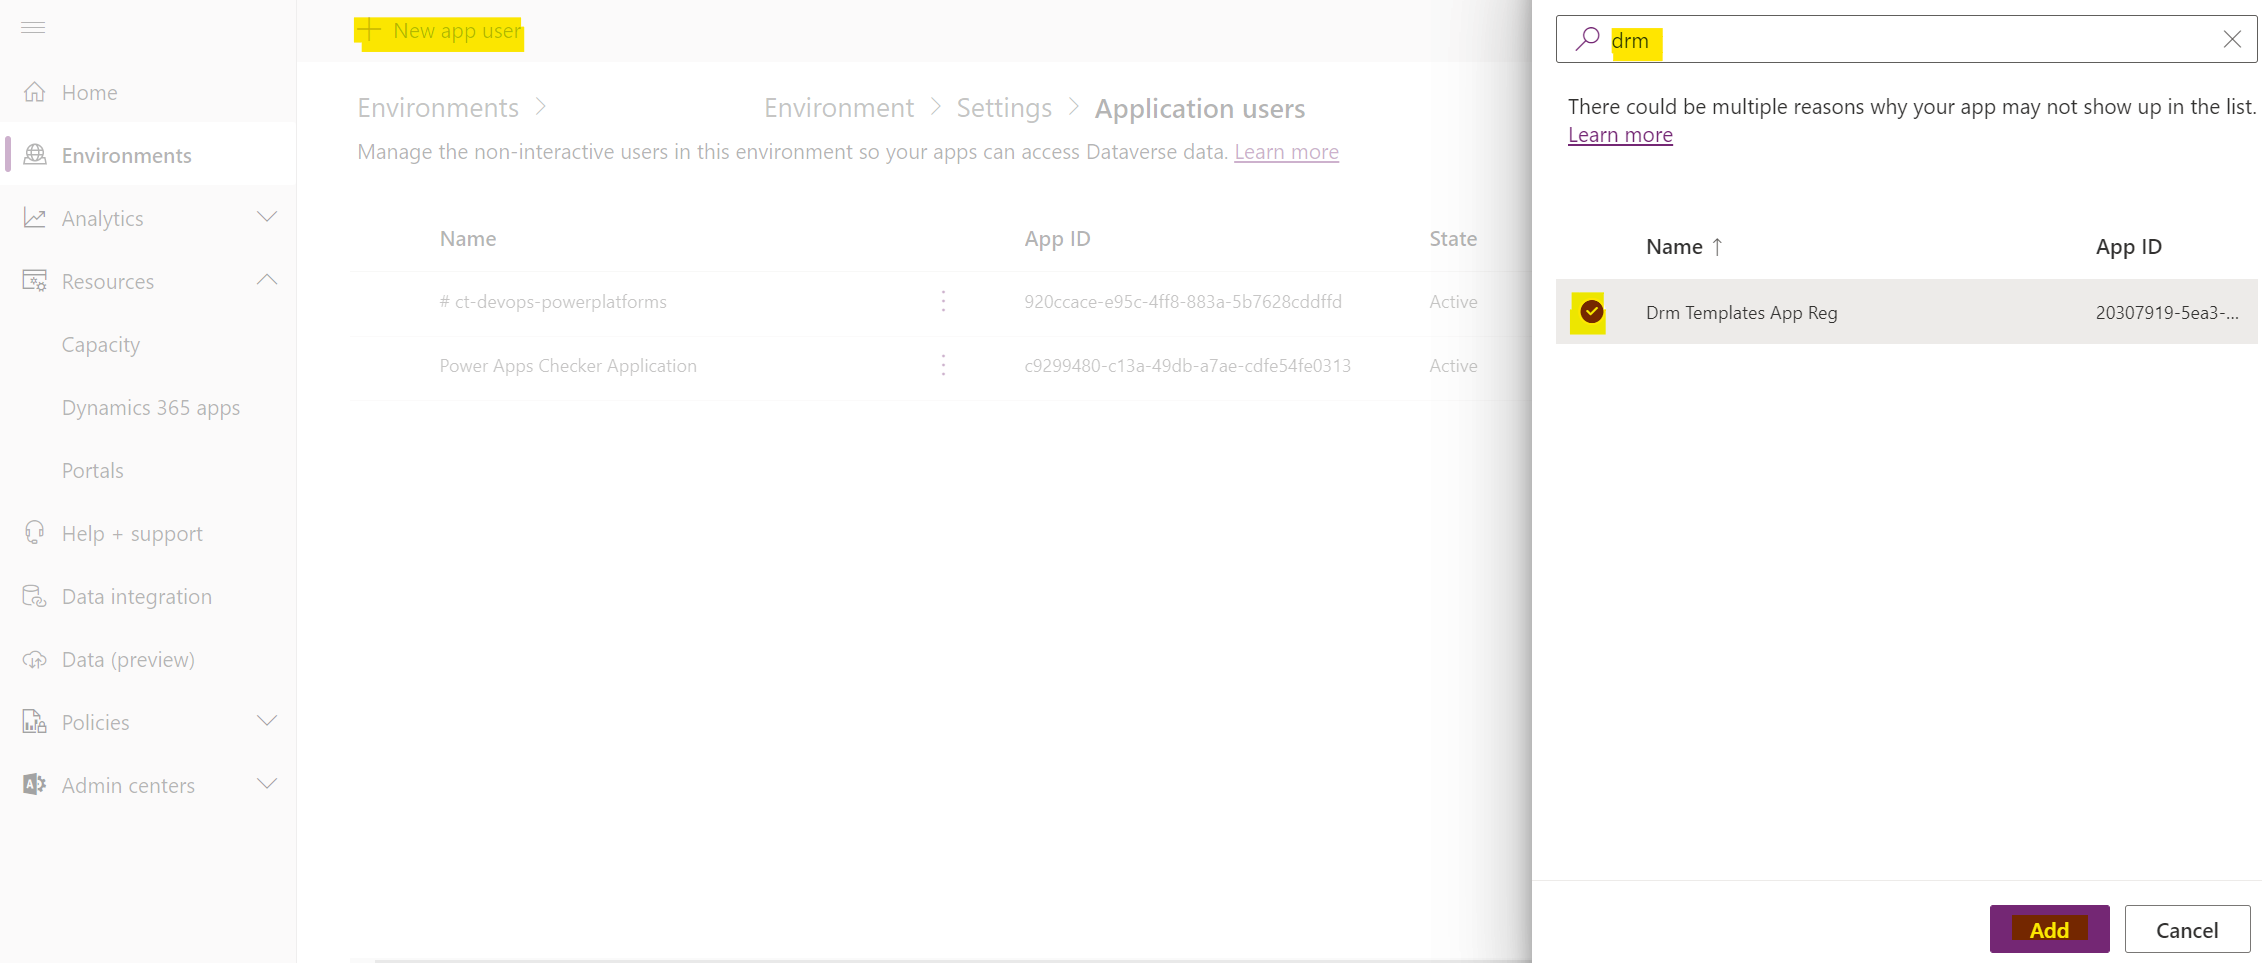 New app user
Home
Environments
Analytics
Resources
Capacity
Dynamics 365 apps
Portals
Help + support
Data integration
Data (preview)
Policies
Admin centers
Environments > Environment > Settings > Application users
Manage the non-interactive users in this environment so your apps can access Dataverse data. Learn more
Name App ID State
# ct-devops-powerplatforms 920ccace-e95c-4ff8-883a-5b7628cddffd Active
Power Apps Checker Application c9299480-c13a-49db-a7ae-cdfe54fe0313 Active
drm
There could be multiple reasons why your app may not show up in the list.
Learn more
Name ↑ App ID
Drm Templates App Reg 20307919-5ea3-...
Add Cancel